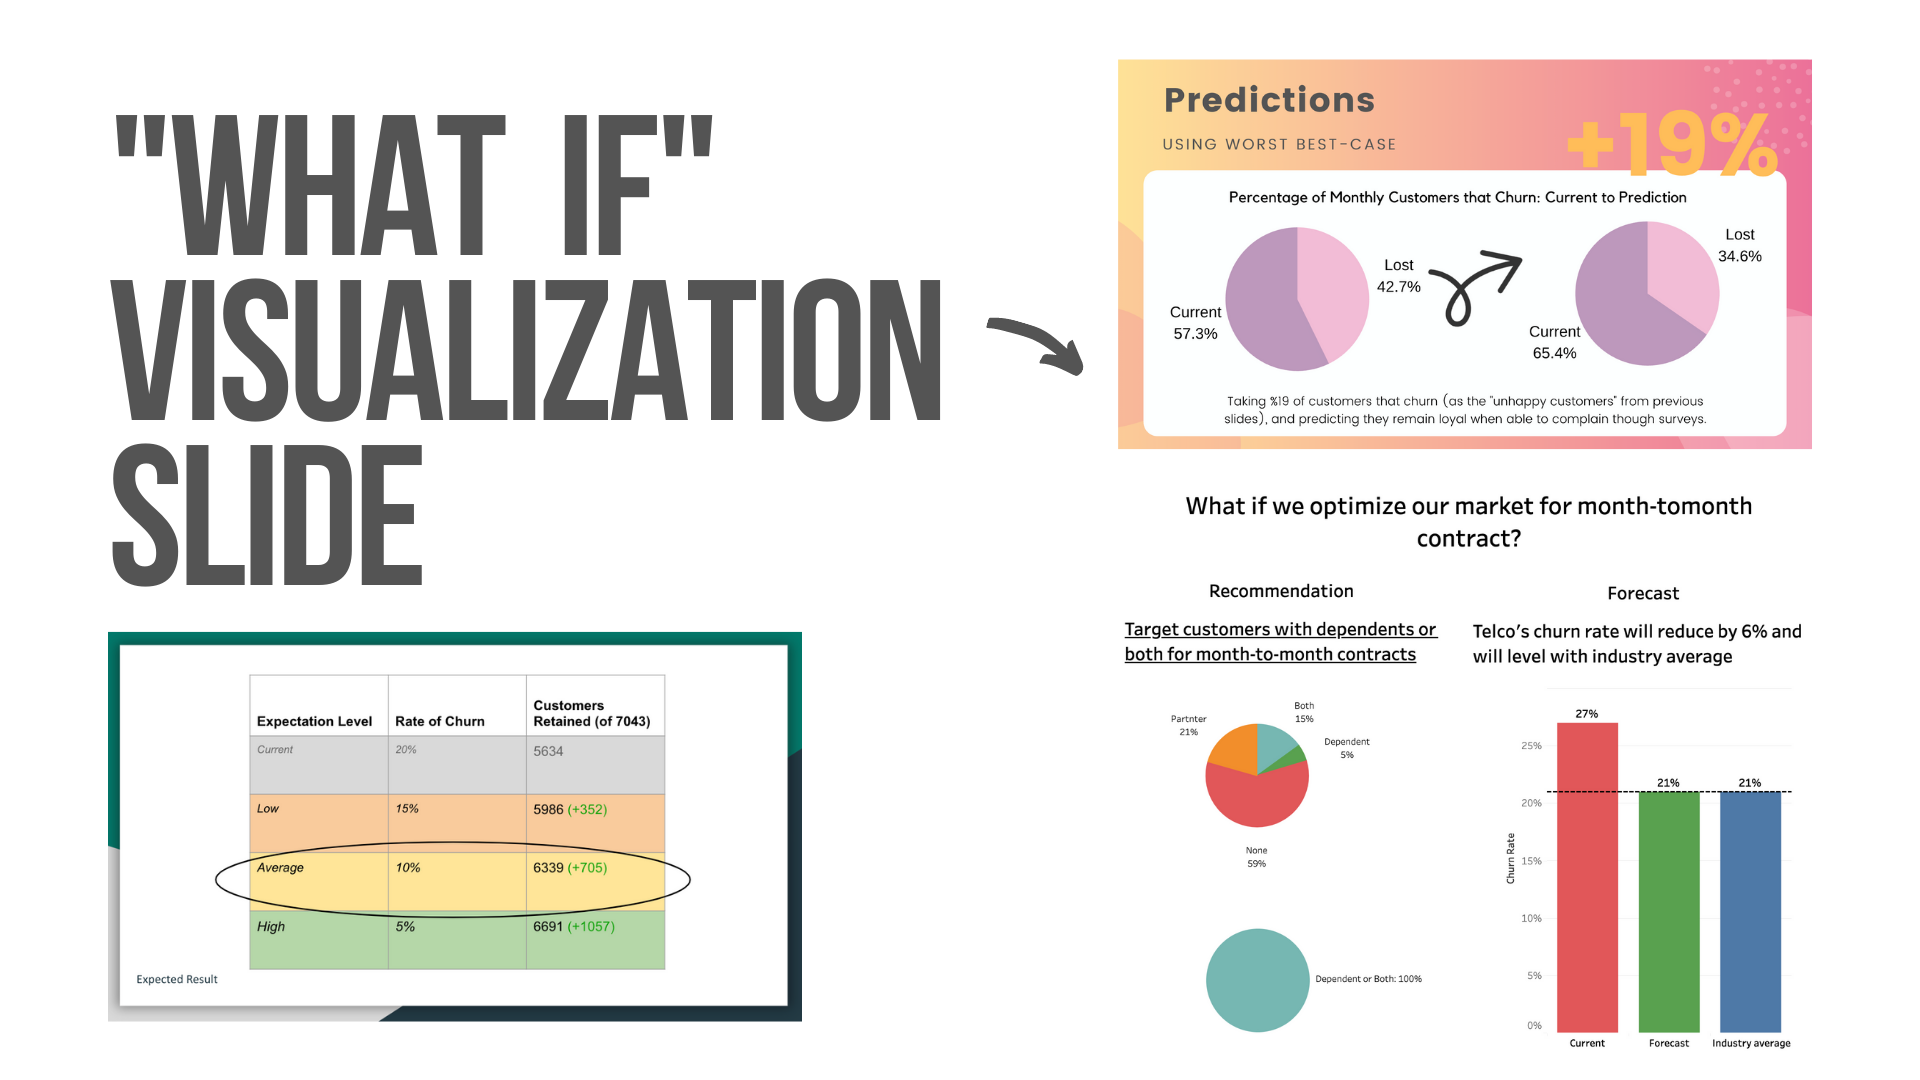 "WHAT IF"
VISUALIZATION
SLIDE
Expectation Level
Rate of Churn
Customers
Retained (of 7043)
Current
20%
5634
Low
15%
5986 (+352)
Average
10%
6339 (+705)
High
5%
6691 (+1057)
Expected Result
Predictions
USING WORST BEST-CASE
+19%
Percentage of Monthly Customers that Churn: Current to Prediction
Lost
42.7%
Current
57.3%
Lost
34.6%
Current
65.4%
Taking %19 of customers that churn (as the "unhappy customers" from previous
slides), and predicting they remain loyal when able to complain though surveys.
What if we optimize our market for month-tomonth
contract?
Recommendation
Target customers with dependents or
both for month-to-month contracts
Partnter
21%
Both
15%
Dependent
5%
None
59%
Dependent or Both: 100%
Forecast
Telco's churn rate will reduce by 6% and
will level with industry average
27%
21%
21%
25%
20%
15%
10%
5%
0%
Churn Rate
Current
Forecast
Industry average